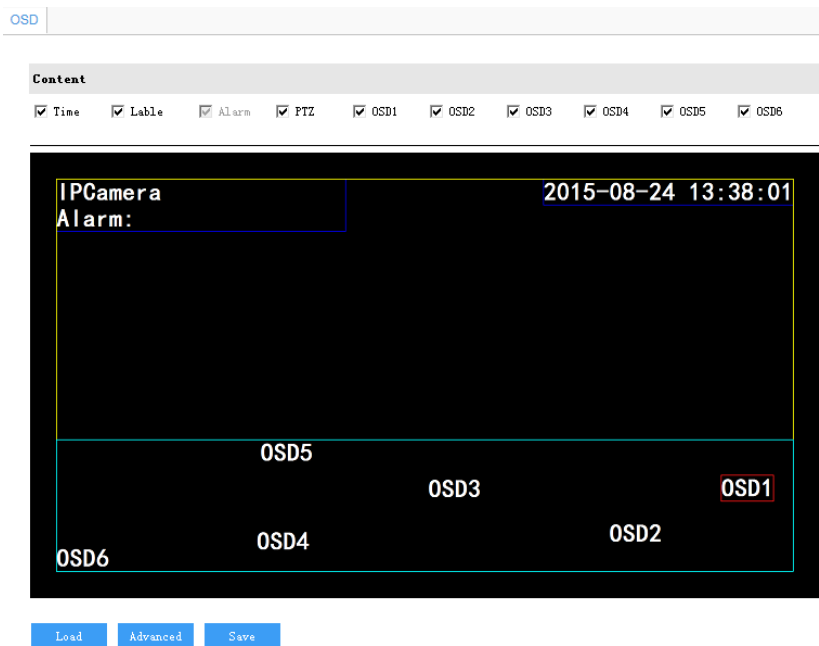 OSD
Content
Time Lable Alarm PTZ OSD1 OSD2 OSD3 OSD4 OSD5 OSD6
IPCamera 2015-08-24 13:38:01
Alarm:
OSD5
OSD3 OSD1
OSD4 OSD2
OSD6
Load Advanced Save